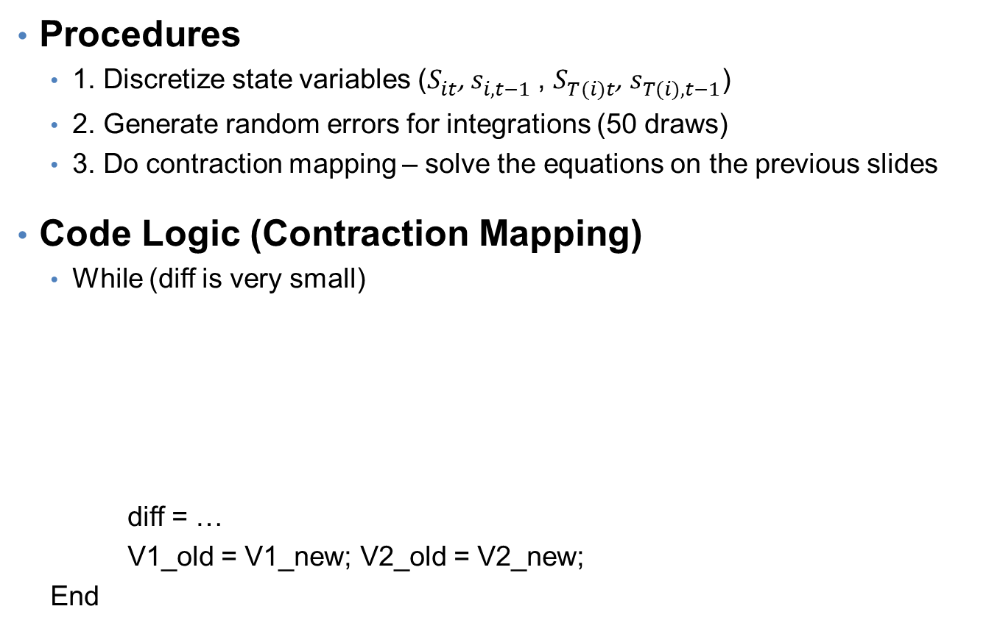 • Procedures
• 1. Discretize state variables (S_{it}, s_{i,t−1} , S_{T(i)t}, s_{T(i),t−1})
• 2. Generate random errors for integrations (50 draws)
• 3. Do contraction mapping – solve the equations on the previous slides
• Code Logic (Contraction Mapping)
• While (diff is very small)
diff = …
V1_old = V1_new; V2_old = V2_new;
End